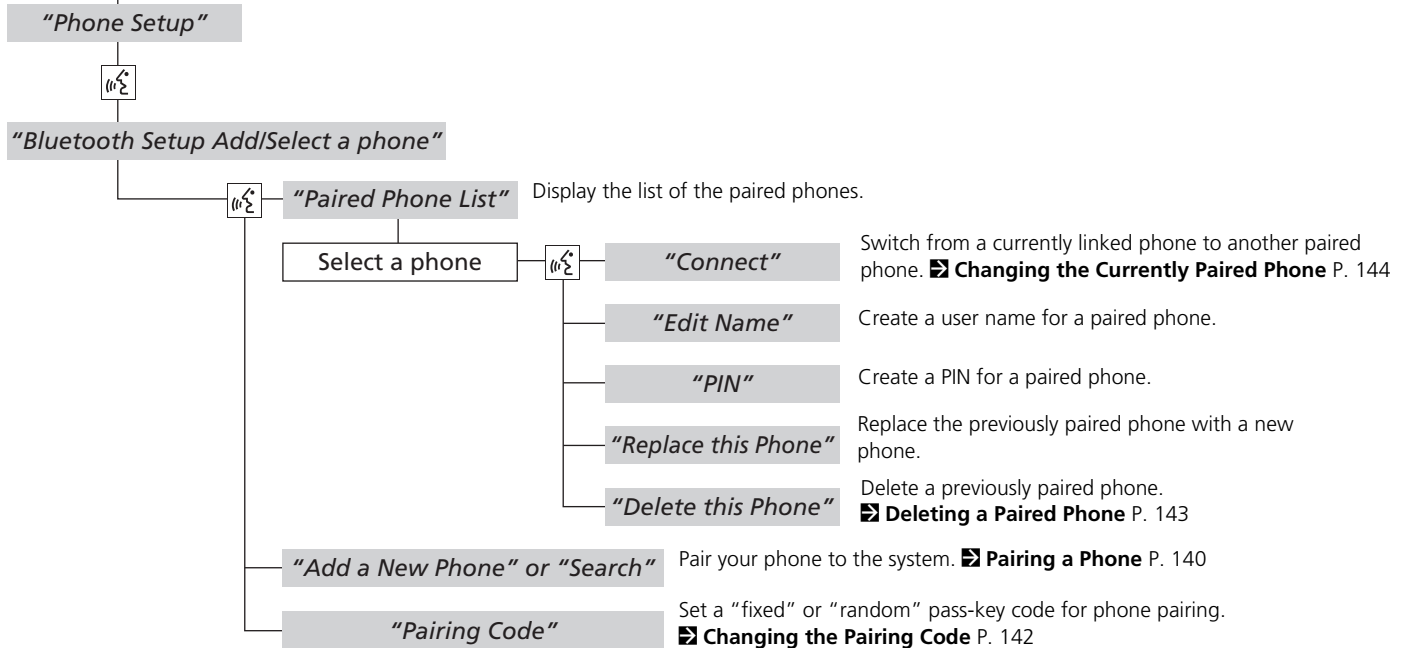 “Phone Setup”
“Bluetooth Setup Add/Select a phone”
“Paired Phone List” Display the list of the paired phones.
Select a phone
“Connect” Switch from a currently linked phone to another paired
phone. Changing the Currently Paired Phone P. 144
“Edit Name” Create a user name for a paired phone.
“PIN” Create a PIN for a paired phone.
“Replace this Phone” Replace the previously paired phone with a new
phone.
“Delete this Phone” Delete a previously paired phone.
Deleting a Paired Phone P. 143
“Add a New Phone” or “Search” Pair your phone to the system. Pairing a Phone P. 140
“Pairing Code” Set a “fixed” or “random” pass-key code for phone pairing.
Changing the Pairing Code P. 142